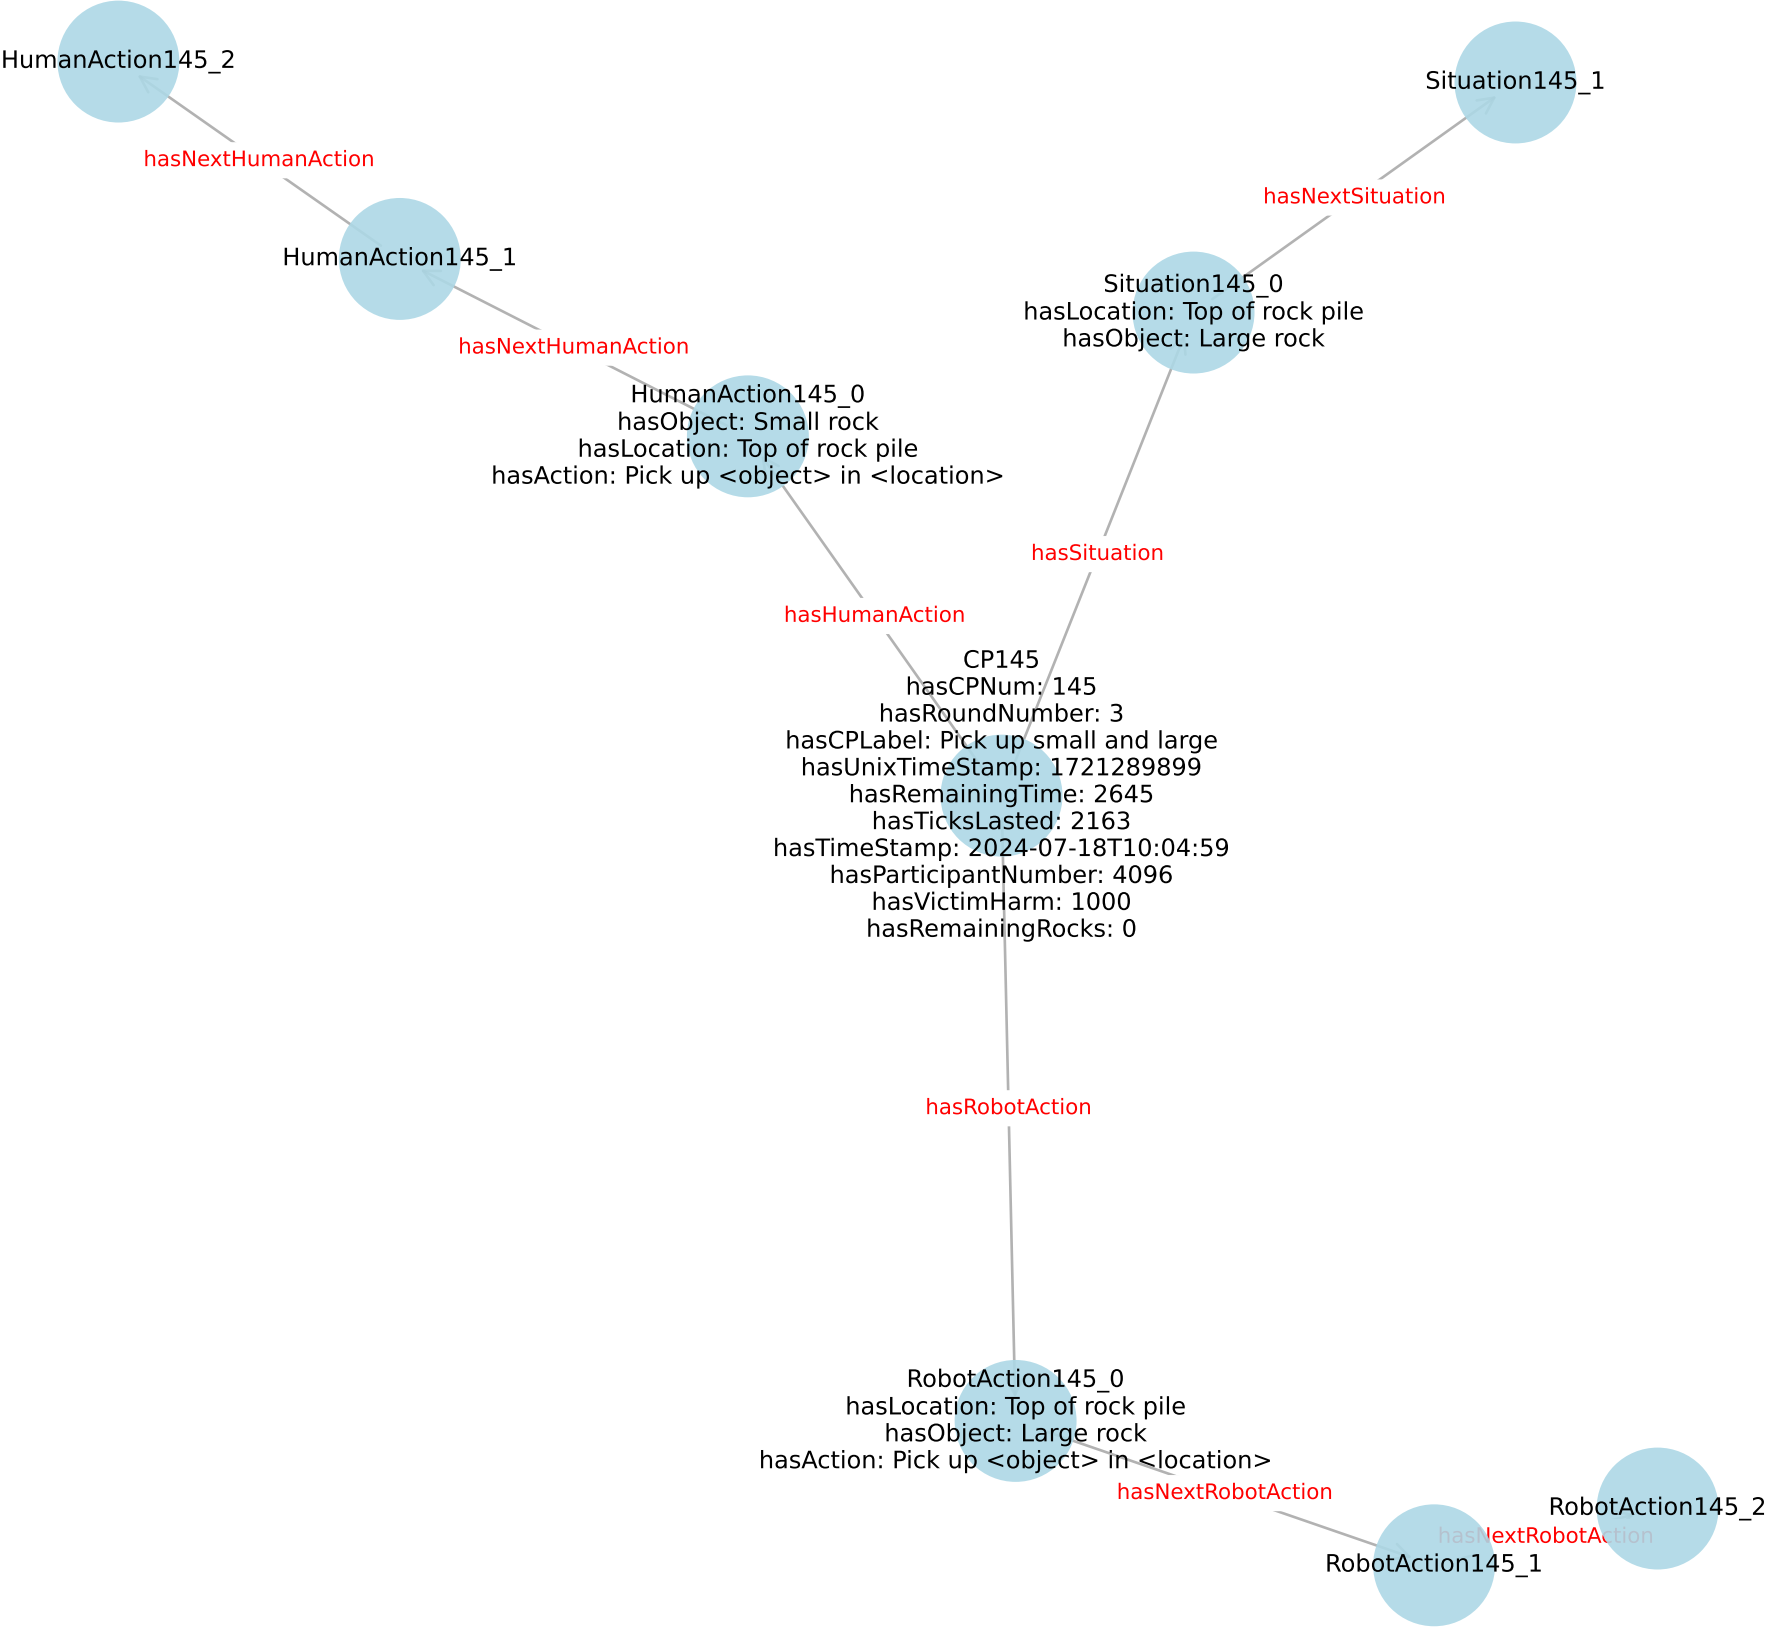 HumanAction145_2
Situation145_1
hasNextHumanAction
hasNextSituation
HumanAction145_1
Situation145_0
hasLocation: Top of rock pile
hasObject: Large rock
hasNextHumanAction
HumanAction145_0
hasObject: Small rock
hasLocation: Top of rock pile
hasAction: Pick up <object> in <location>
hasSituation
hasHumanAction
CP145
hasCPNum: 145
hasRoundNumber: 3
hasCPLabel: Pick up small and large
hasUnixTimeStamp: 1721289899
hasRemainingTime: 2645
hasTicksLasted: 2163
hasTimeStamp: 2024-07-18T10:04:59
hasParticipantNumber: 4096
hasVictimHarm: 1000
hasRemainingRocks: 0
hasRobotAction
RobotAction145_0
hasLocation: Top of rock pile
hasObject: Large rock
hasAction: Pick up <object> in <location>
hasNextRobotAction
RobotAction145_2
hasNextRobotAction
RobotAction145_1